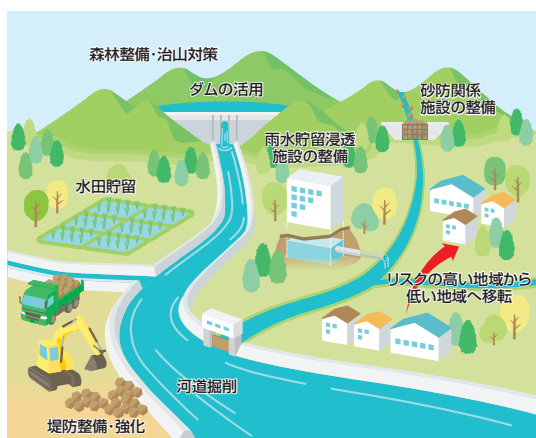 森林整備・治山対策
ダムの活用
砂防関係
施設の整備
雨水貯留浸透
施設の整備
水田貯留
リスクの高い地域から
低い地域へ移転
河道掘削
堤防整備・強化